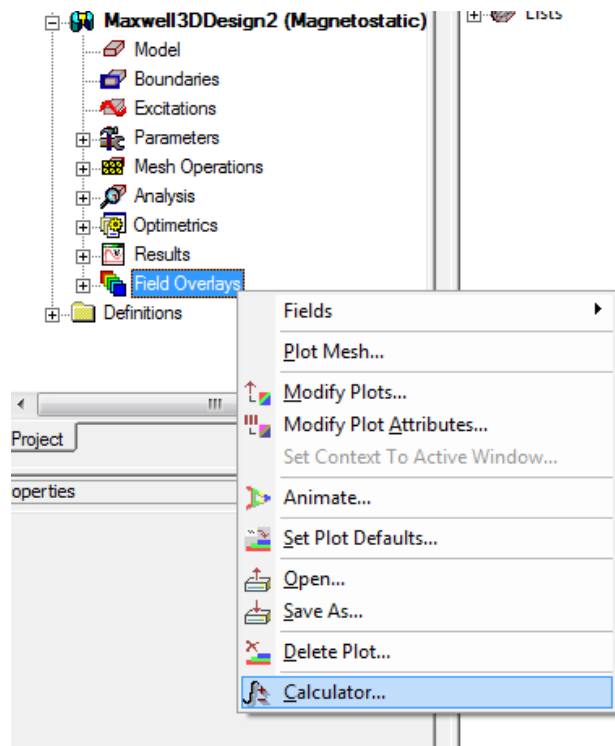 Maxwell3DDesign2 (Magnetostatic)
Lists
Model
Boundaries
Excitations
Parameters
Mesh Operations
Analysis
Optimetrics
Results
Field Overlays
Definitions
Fields
Plot Mesh...
Modify Plots...
Modify Plot Attributes...
Set Context To Active Window...
Animate...
Set Plot Defaults...
Open...
Save As...
Delete Plot...
Calculator...
Project
operties